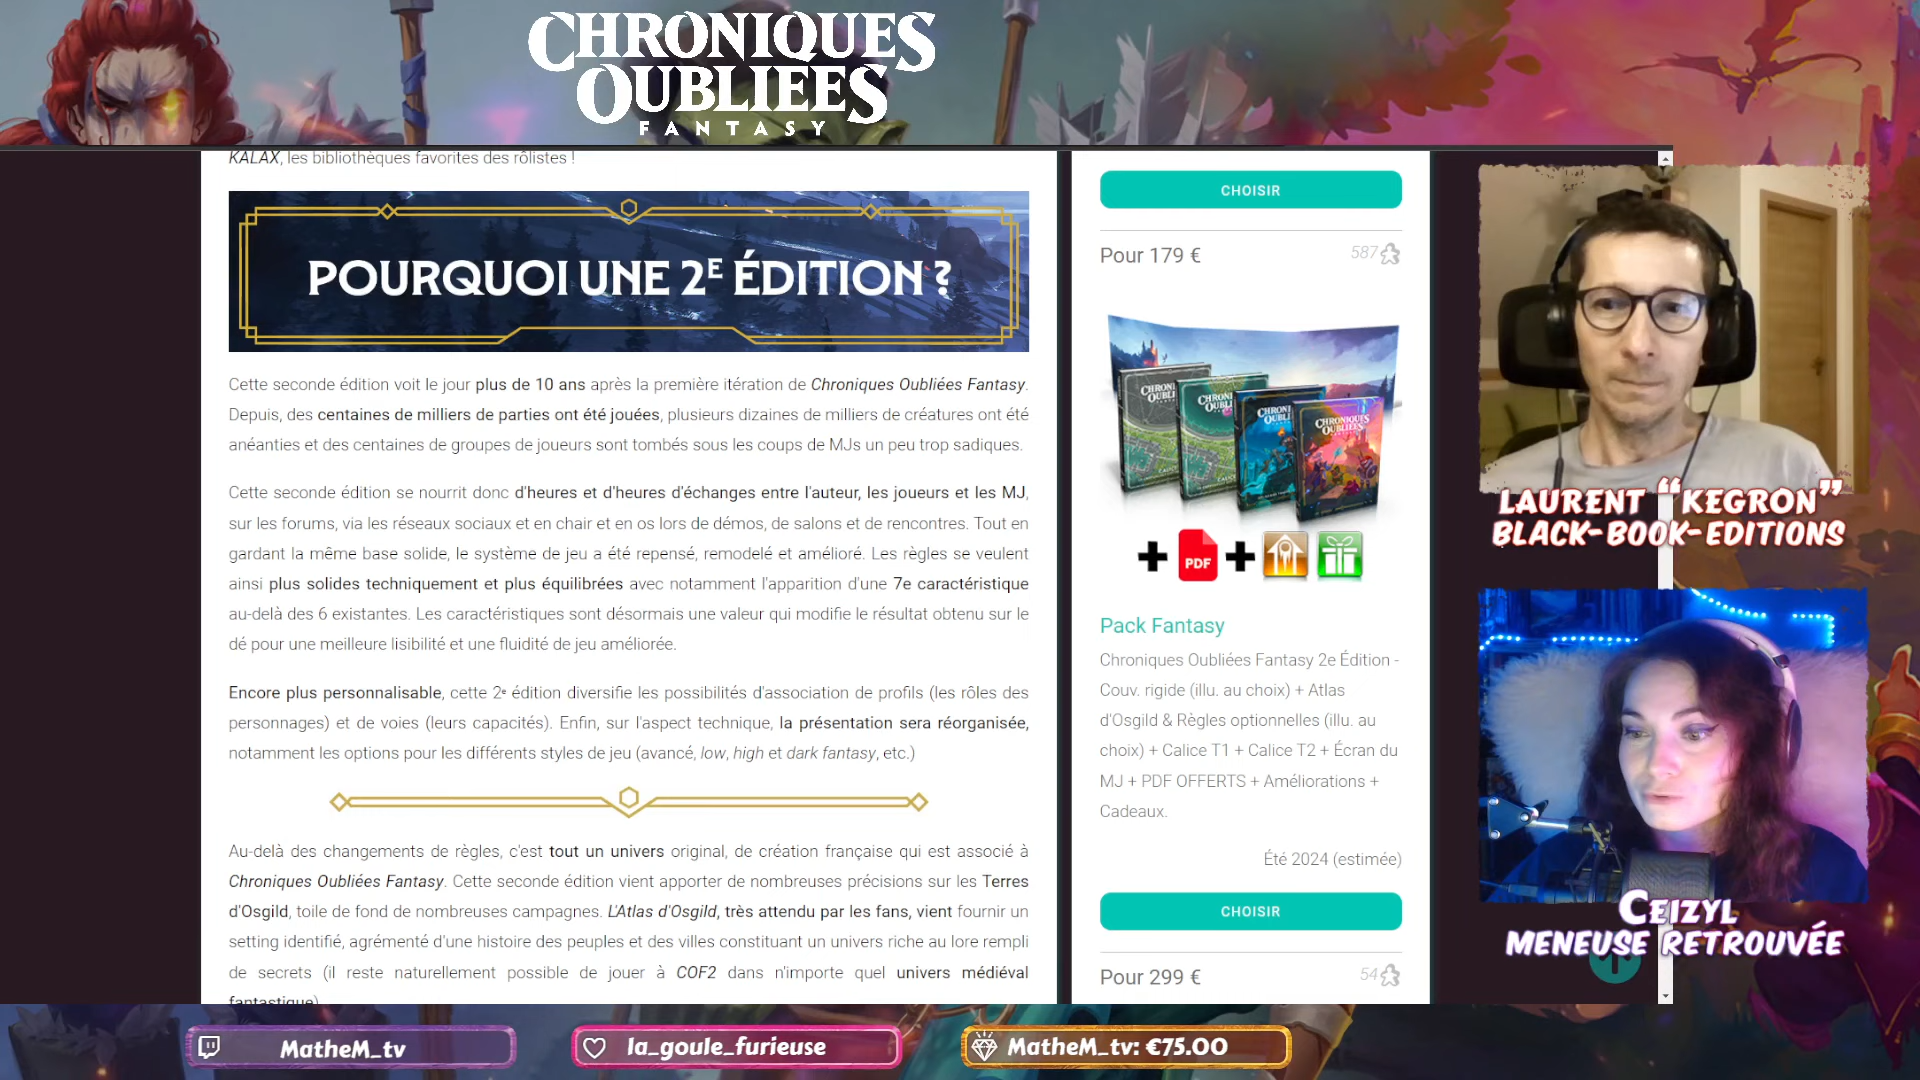 CHRONIQUES
OUBLIÉES
FANTASY
KALAX, les bibliothèques favorites des rôlistes !
POURQUOI UNE 2E ÉDITION ?
Cette seconde édition voit le jour plus de 10 ans après la première itération de Chroniques Oubliées Fantasy.
Depuis, des centaines de milliers de parties ont été jouées, plusieurs dizaines de milliers de créatures ont été
anéanties et des centaines de groupes de joueurs sont tombés sous les coups de MJs un peu trop sadiques.
Cette seconde édition se nourrit donc d'heures et d'heures d'échanges entre l'auteur, les joueurs et les MJ,
sur les forums, via les réseaux sociaux et en chair et en os lors de démos, de salons et de rencontres. Tout en
gardant la même base solide, le système de jeu a été repensé, remodelé et amélioré. Les règles se veulent
ainsi plus solides techniquement et plus équilibrées avec notamment l'apparition d'une 7e caractéristique
au-delà des 6 existantes. Les caractéristiques sont désormais une valeur qui modifie le résultat obtenu sur le
dé pour une meilleure lisibilité et une fluidité de jeu améliorée.
Encore plus personnalisable, cette 2e édition diversifie les possibilités d'association de profils (les rôles des
personnages) et de voies (leurs capacités). Enfin, sur l'aspect technique, la présentation sera réorganisée,
notamment les options pour les différents styles de jeu (avancé, low, high et dark fantasy, etc.)
Au-delà des changements de règles, c'est tout un univers original, de création française qui est associé à
Chroniques Oubliées Fantasy. Cette seconde édition vient apporter de nombreuses précisions sur les Terres
d'Osgild, toile de fond de nombreuses campagnes. L'Atlas d'Osgild, très attendu par les fans, vient fournir un
setting identifié, agrémenté d'une histoire des peuples et des villes constituant un univers riche au lore rempli
de secrets (il reste naturellement possible de jouer à COF2 dans n'importe quel univers médiéval
fantastique)
CHOISIR
Pour 179 €
587
CHRONIQUES
OUBLIÉES
PDF
Pack Fantasy
Chroniques Oubliées Fantasy 2e Édition -
Couv. rigide (illu. au choix) + Atlas
d'Osgild & Règles optionnelles (illu. au
choix) + Calice T1 + Calice T2 + Écran du
MJ + PDF OFFERTS + Améliorations +
Cadeaux.
Été 2024 (estimée)
CHOISIR
Pour 299 €
54
LAURENT "KEGRON"
BLACK-BOOK-EDITIONS
CEIZYL
MENEUSE RETROUVÉE
MatheM_tv
la_goule_furieuse
MatheM_tv: €75.00